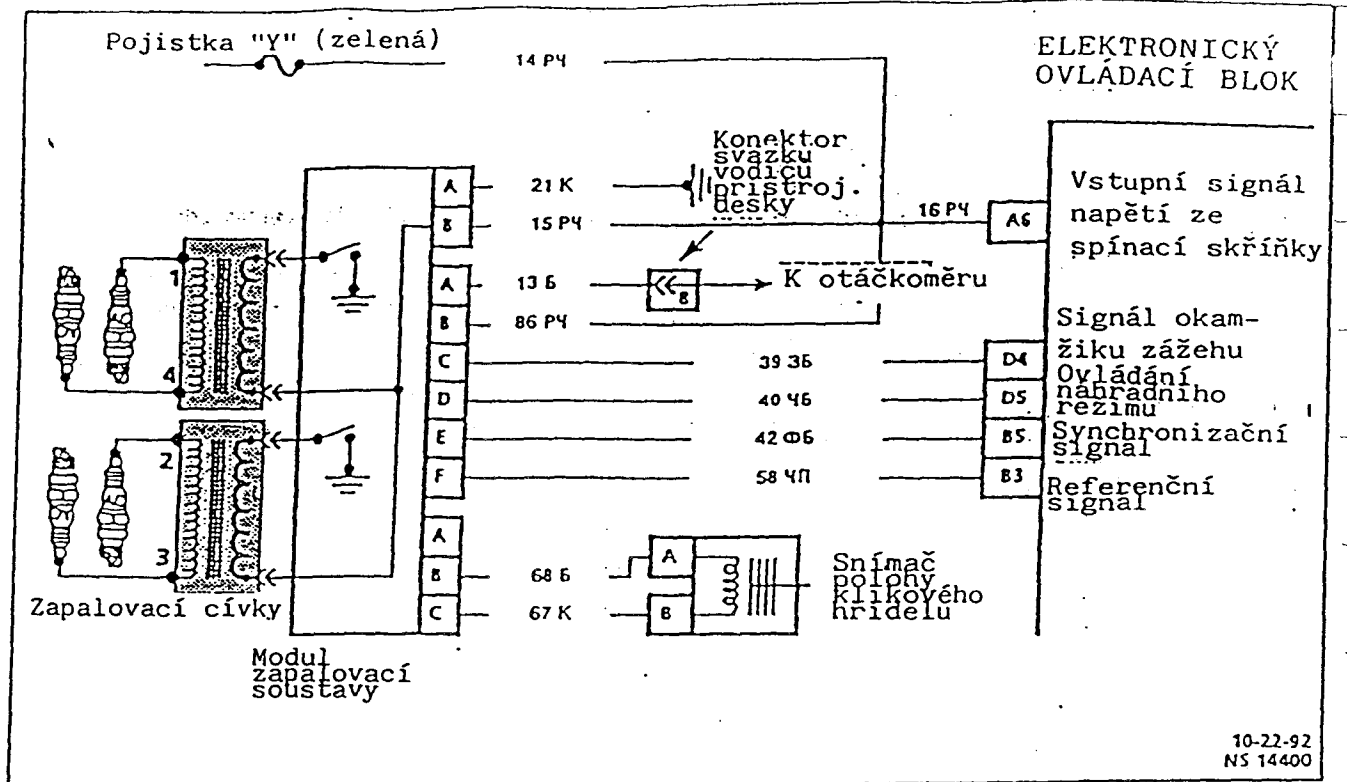 Pojistka "Y" (zelená)
14 РЧ
ELEKTRONICKÝ
OVLÁDACÍ BLOK
Konektor
svazku
vodiču
pristroj.
desky
A
21 К
B
15 РЧ
16 РЧ
A6
Vstupní signál
napětí ze
spínací skříňky
A
13 Б
B
K otáčkoměru
B
86 РЧ
C
39 ЗБ
D4
Signál okam-
žiku zážehu
D
40 ЧБ
D5
Ovládání
náhradního
režimu
E
42 ФБ
B5
Synchronizační
signál
F
58 ЧП
B3
Referenční
signál
1
4
2
3
Zapalovací cívky
A
B
68 Б
A
C
67 К
B
Snímač
polohy
klikového
hřídelu
Modul
zapalovací
soustavy
10-22-92
NS 14400